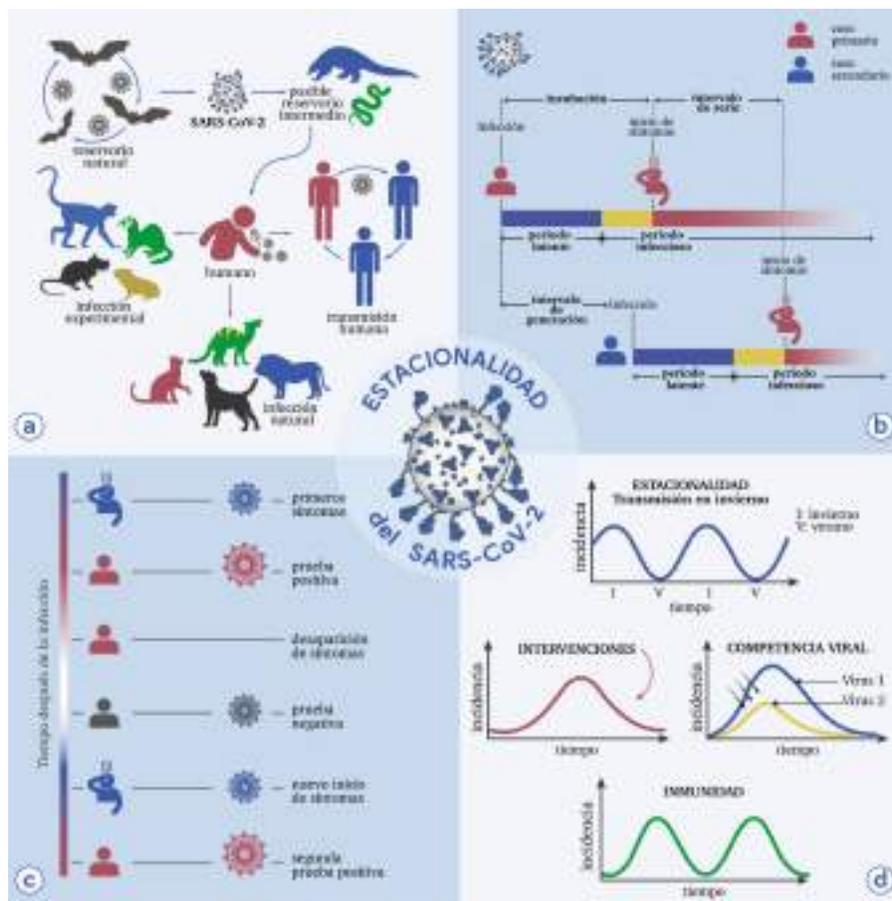 reservorio
natural
SARS-CoV-2
posible
reservorio
intermedio
humano
infección
experimental
transmisión
humana
infección
natural
a
caso
primario
caso
secundario
incubación
intervalo
de serie
infección
inicio de
síntomas
período
latente
período
infeccioso
inicio de
síntomas
intervalo
de generación
infección
período
latente
período
infeccioso
b
ESTACIONALIDAD
del SARS-CoV-2
Tiempo después de la infección
primeros
síntomas
prueba
positiva
desaparición
de síntomas
prueba
negativa
nuevo inicio
de síntomas
segunda
prueba positiva
c
ESTACIONALIDAD
Transmisión en invierno
I: invierno
V: verano
incidencia
I V I V
tiempo
INTERVENCIONES
incidencia
tiempo
COMPETENCIA VIRAL
Virus 1
Virus 2
incidencia
tiempo
INMUNIDAD
incidencia
tiempo
d